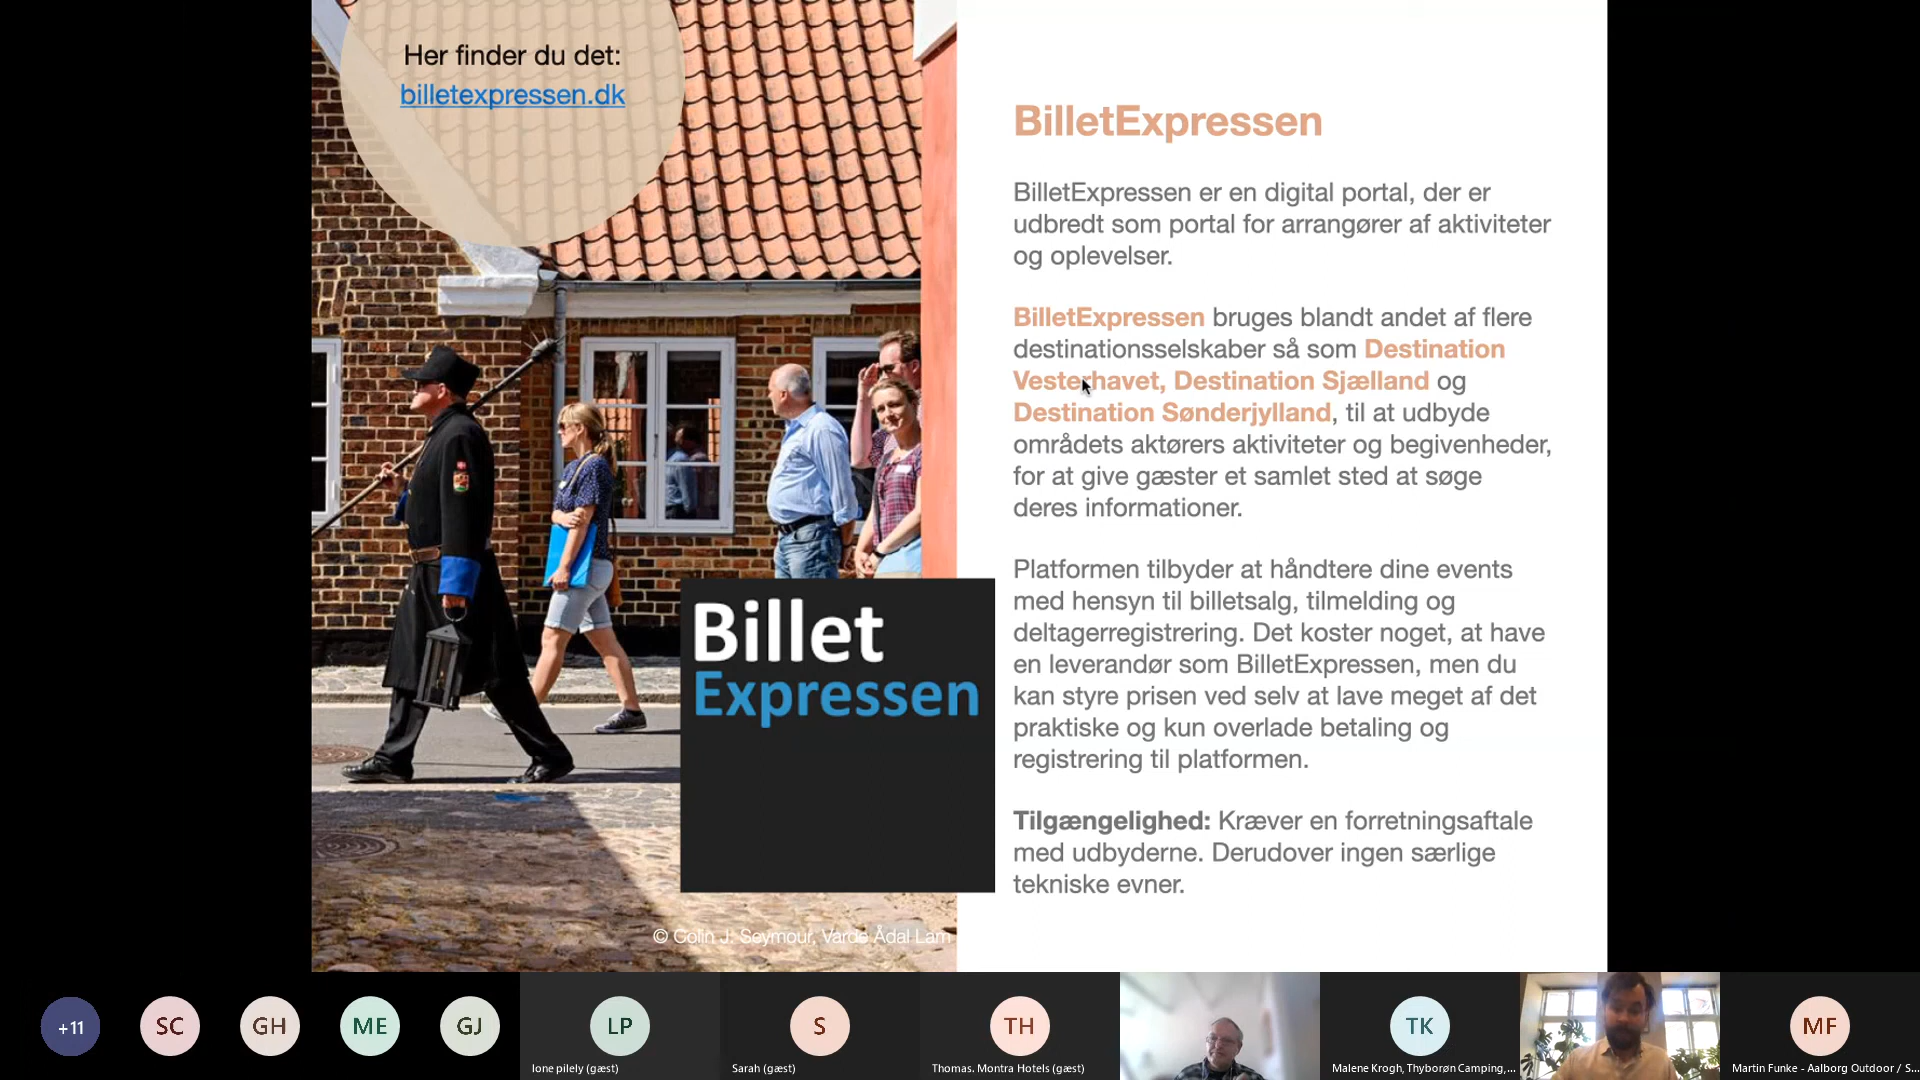 Her finder du det:
billetexpressen.dk
BilletExpressen
BilletExpressen er en digital portal, der er
udbredt som portal for arrangører af aktiviteter
og oplevelser.
BilletExpressen bruges blandt andet af flere
destinationsselskaber så som Destination
Vesterhavet, Destination Sjælland og
Destination Sønderjylland, til at udbyde
områdets aktørers aktiviteter og begivenheder,
for at give gæster et samlet sted at søge
deres informationer.
Platformen tilbyder at håndtere dine events
med hensyn til billetsalg, tilmelding og
deltagerregistrering. Det koster noget, at have
en leverandør som BilletExpressen, men du
kan styre prisen ved selv at lave meget af det
praktiske og kun overlade betaling og
registrering til platformen.
Tilgængelighed: Kræver en forretningsaftale
med udbyderne. Derudover ingen særlige
tekniske evner.
Billet
Expressen
© Colin J. Seymour, Varde Ådal Lam
+11
SC
GH
ME
GJ
LP
S
TH
TK
MF
lone pilely (gæst)
Sarah (gæst)
Thomas. Montra Hotels (gæst)
Malene Krogh, Thyborøn Camping,...
Martin Funke - Aalborg Outdoor / S...